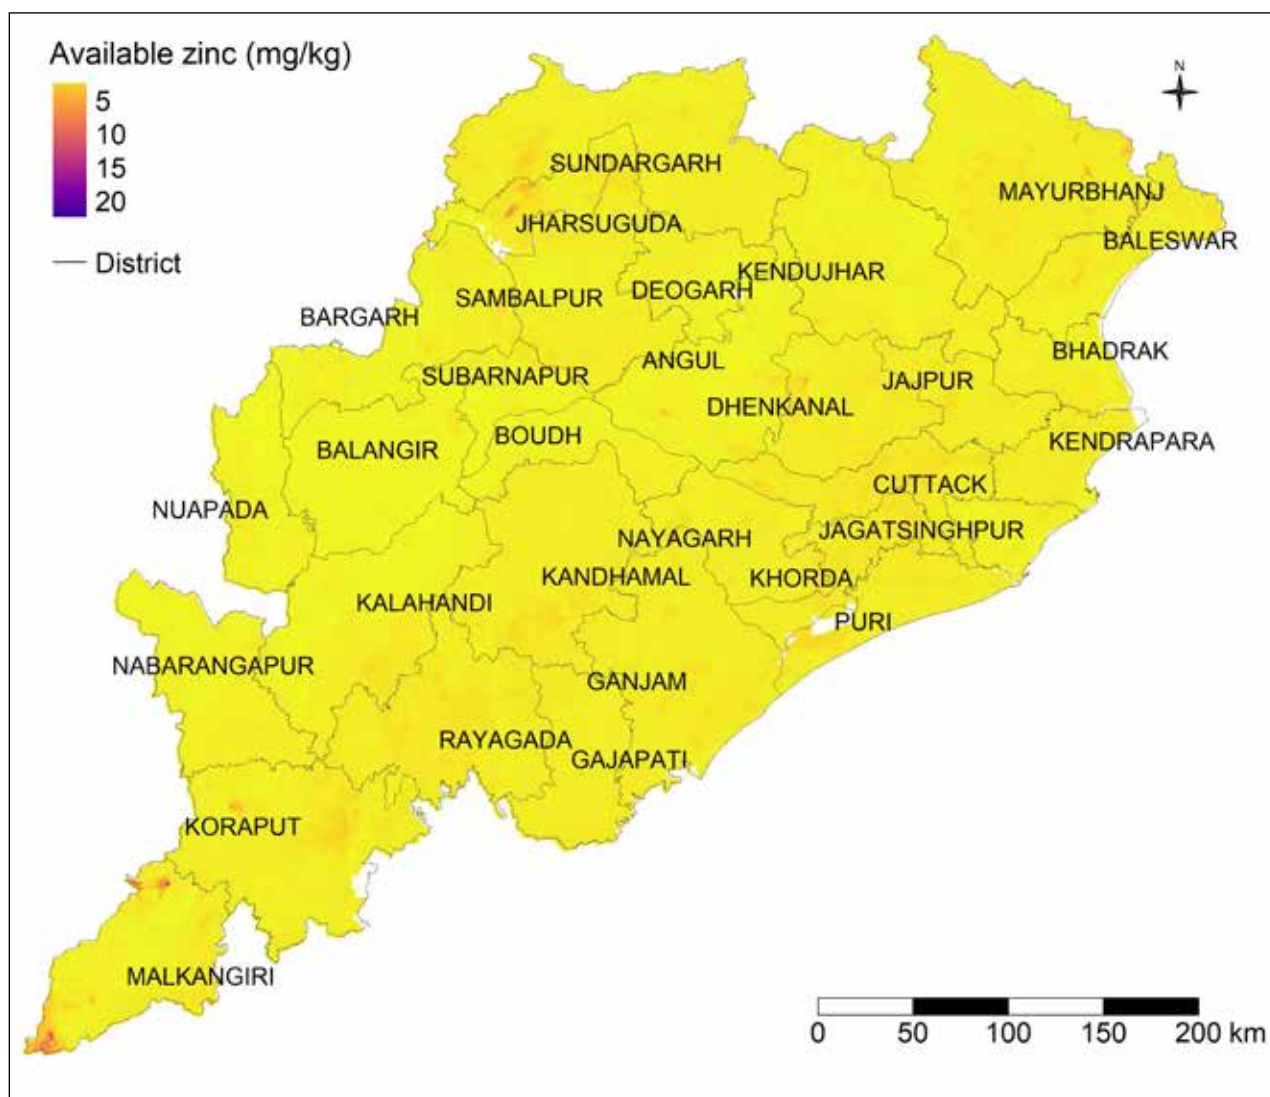 Available zinc (mg/kg)
5
10
15
20
District
N
SUNDARGARH
MAYURBHANJ
JHARSUGUDA
BALESWAR
KENDUJHAR
DEOGARH
SAMBALPUR
BARGARH
BHADRAK
ANGUL
SUBARNAPUR
JAJPUR
DHENKANAL
BOUDH
KENDRAPARA
BALANGIR
CUTTACK
NUAPADA
JAGATSINGHPUR
NAYAGARH
KANDHAMAL
KHORDA
KALAHANDI
PURI
NABARANGAPUR
GANJAM
RAYAGADA
GAJAPATI
KORAPUT
MALKANGIRI
0 50 100 150 200 km